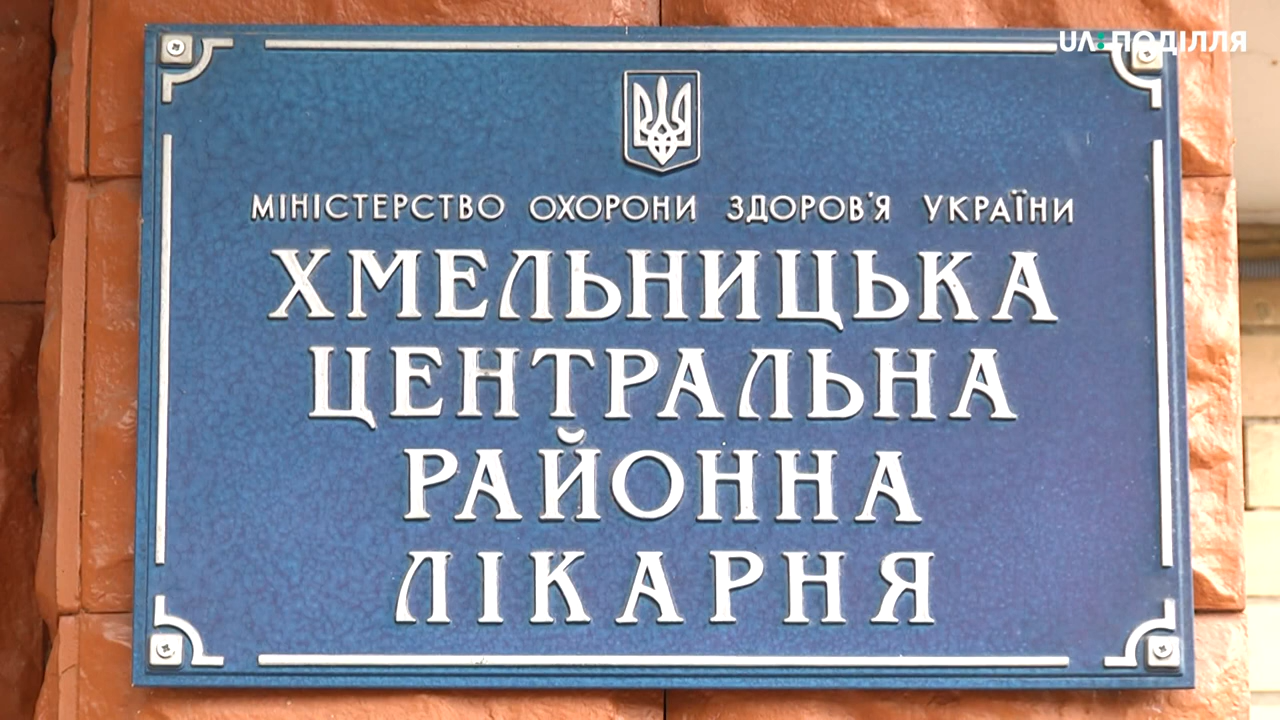 UA: ПОДІЛЛЯ
МІНІСТЕРСТВО ОХОРОНИ ЗДОРОВ'Я УКРАЇНИ
ХМЕЛЬНИЦЬКА
ЦЕНТРАЛЬНА
РАЙОННА
ЛІКАРНЯ